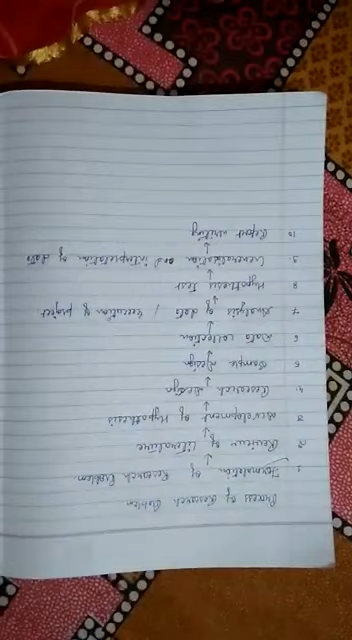 Process of Research Problem
1 Formulation of Research Problem
↓
2 Review of Literature
↓
3 Development of Hypothesis
↓
4. Research Design
↓
5 Sample Design
↓
6 Data collection
↓
7 Analysis of data / Execution of project
↓
8 Hypothesis Test
↓
9. Generalisation and interpretation of data
↓
10 Report writing